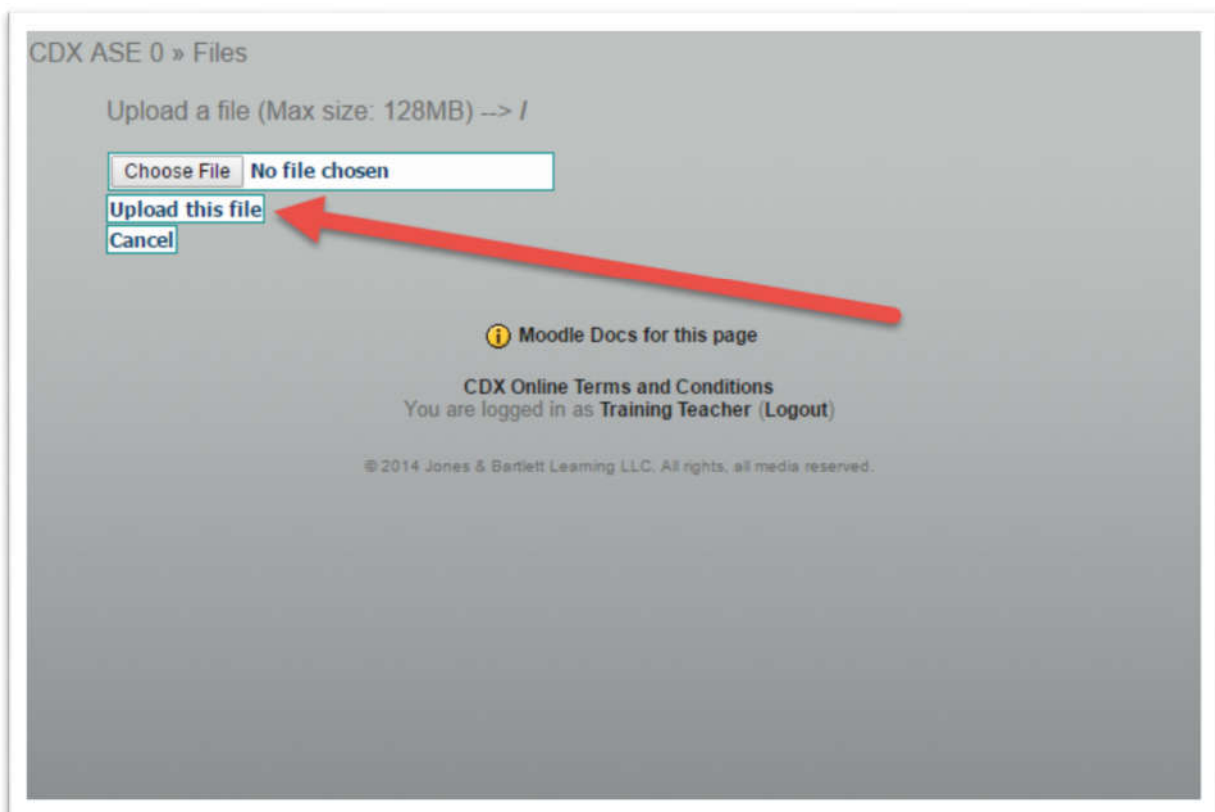 CDX ASE 0 » Files
Upload a file (Max size: 128MB) --> /
Choose File No file chosen
Upload this file
Cancel
Moodle Docs for this page
CDX Online Terms and Conditions
You are logged in as Training Teacher (Logout)
© 2014 Jones & Bartlett Learning LLC. All rights, all media reserved.